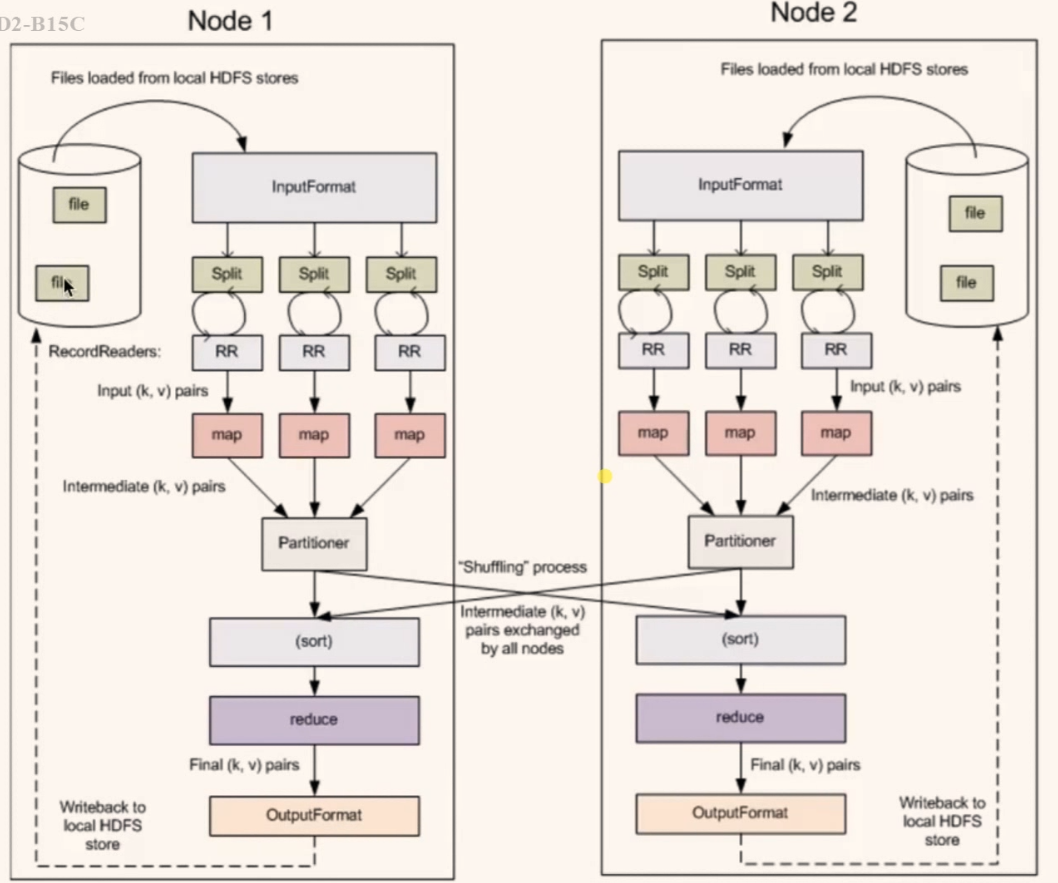 D2-B15C
Node 1
Files loaded from local HDFS stores
file
file
InputFormat
Split
Split
Split
RecordReaders:
RR
RR
RR
Input (k, v) pairs
map
map
map
Intermediate (k, v) pairs
Partitioner
(sort)
reduce
Final (k, v) pairs
OutputFormat
Writeback to
local HDFS
store
"Shuffling" process
Intermediate (k, v)
pairs exchanged
by all nodes
Node 2
Files loaded from local HDFS stores
InputFormat
file
file
Split
Split
Split
RR
RR
RR
Input (k, v) pairs
map
map
map
Intermediate (k, v) pairs
Partitioner
(sort)
reduce
Final (k, v) pairs
OutputFormat
Writeback to
local HDFS
store